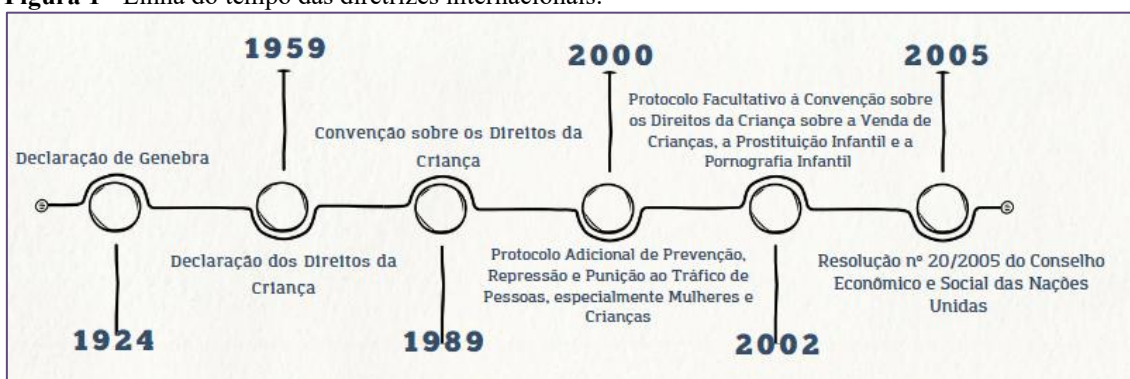 Figura 1 - Linha do tempo das diretrizes internacionais.
1959
2000
2005
Declaração de Genebra
Convenção sobre os Direitos da
Criança
Protocolo Facultativo á Convenção sobre
os Direitos da Criança sobre a Venda de
Crianças, a Prostituição Infantil e a
Pornografia Infantil
Declaração dos Direitos da
Criança
Protocolo Adicional de Prevenção,
Repressão e Punição ao Tráfico de
Pessoas, especialmente Mulheres e
Crianças
Resolução nº 20/2005 do Conselho
Econômico e Social das Nações
Unidas
1924
1989
2002